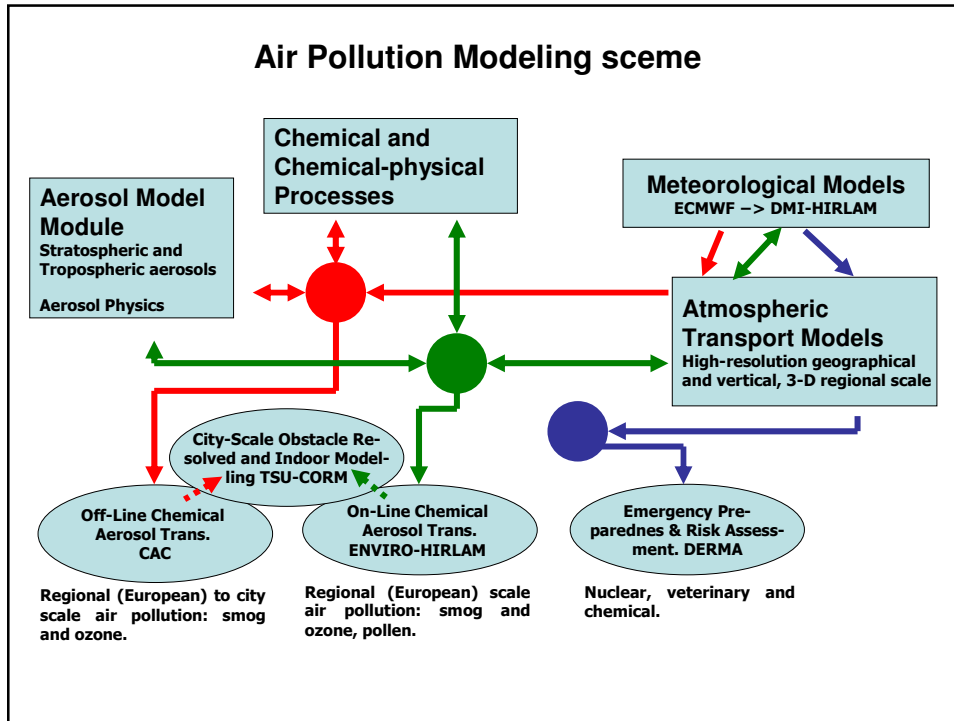 Air Pollution Modeling sceme
Chemical and
Chemical-physical
Processes
Aerosol Model
Module
Stratospheric and
Tropospheric aerosols
Aerosol Physics
Meteorological Models
ECMWF –> DMI-HIRLAM
Atmospheric
Transport Models
High-resolution geographical
and vertical, 3-D regional scale
City-Scale Obstacle Re-
solved and Indoor Model-
ling TSU-CORM
Off-Line Chemical
Aerosol Trans.
CAC
On-Line Chemical
Aerosol Trans.
ENVIRO-HIRLAM
Emergency Pre-
parednes & Risk Assess-
ment. DERMA
Regional (European) to city
scale air pollution: smog
and ozone.
Regional (European) scale
air pollution: smog and
ozone, pollen.
Nuclear, veterinary and
chemical.